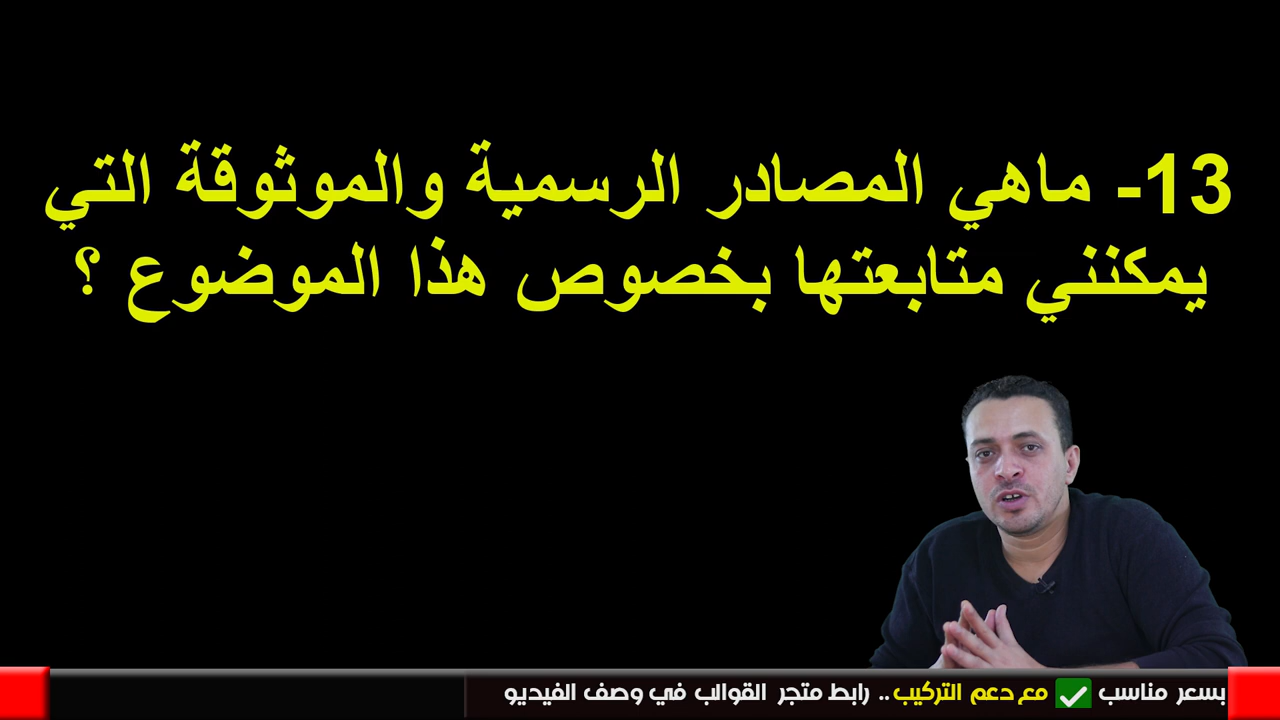 13- ماهي المصادر الرسمية والموثوقة التي
يمكنني متابعتها بخصوص هذا الموضوع ؟
بسعر مناسب ✅ مع دعم التركيب .. رابط متجر القوالب في وصف الفيديو